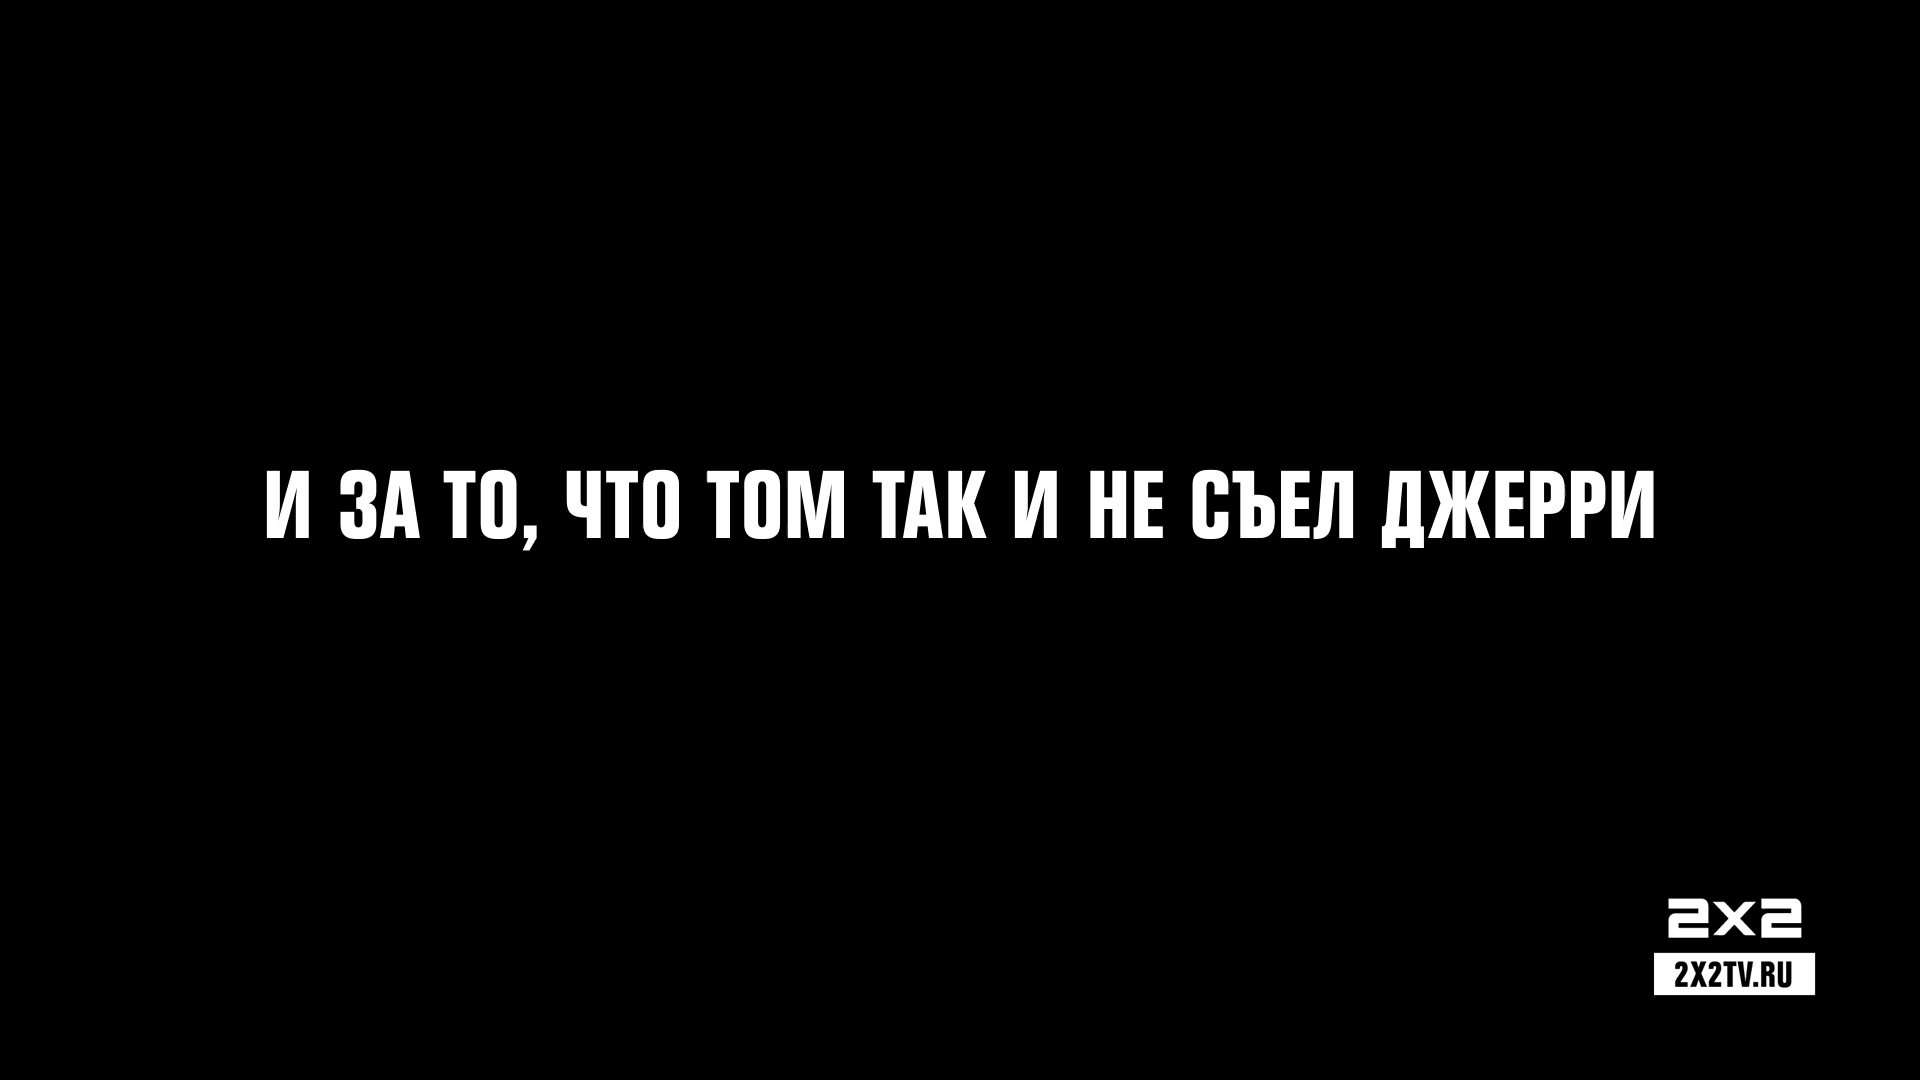 И ЗА ТО, ЧТО ТОМ ТАК И НЕ СЪЕЛ ДЖЕРРИ
2x2
2X2TV.RU